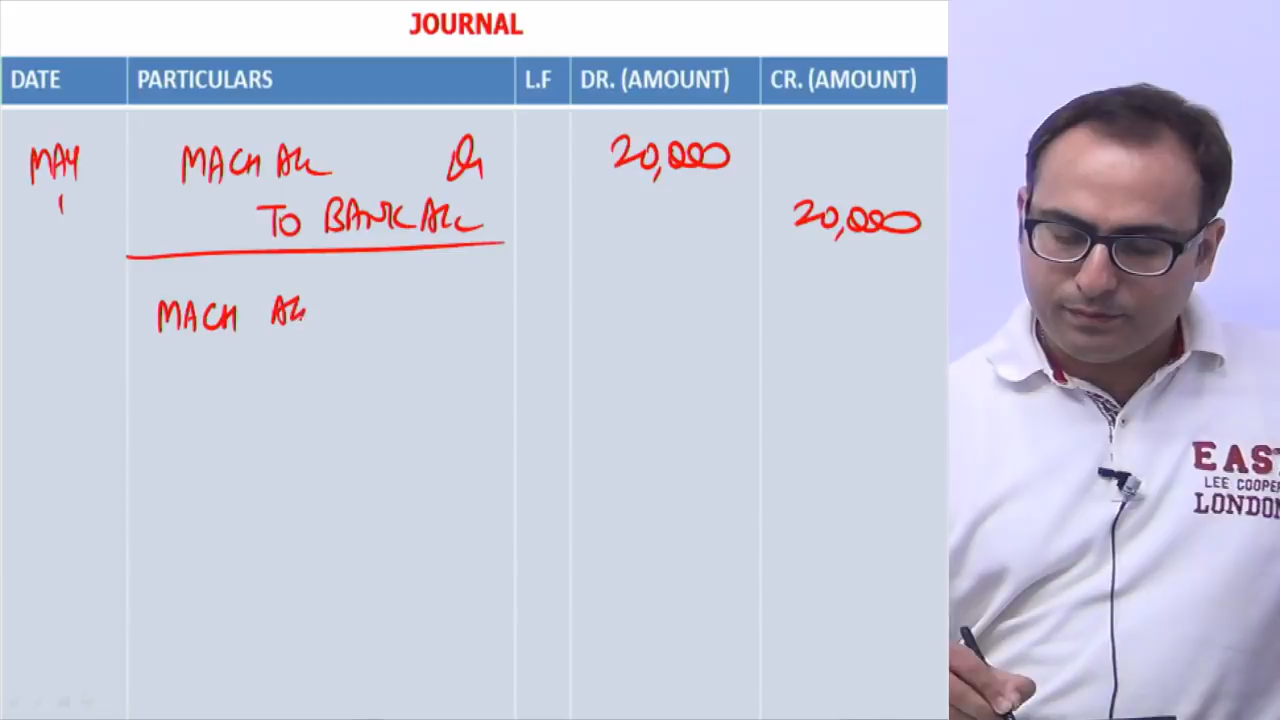 JOURNAL
DATE PARTICULARS L.F DR. (AMOUNT) CR. (AMOUNT)
MAY MACH A/c Dr 20,000
1 TO BANK A/c 20,000
MACH A/c
EAST
LEE COOPER
LONDON